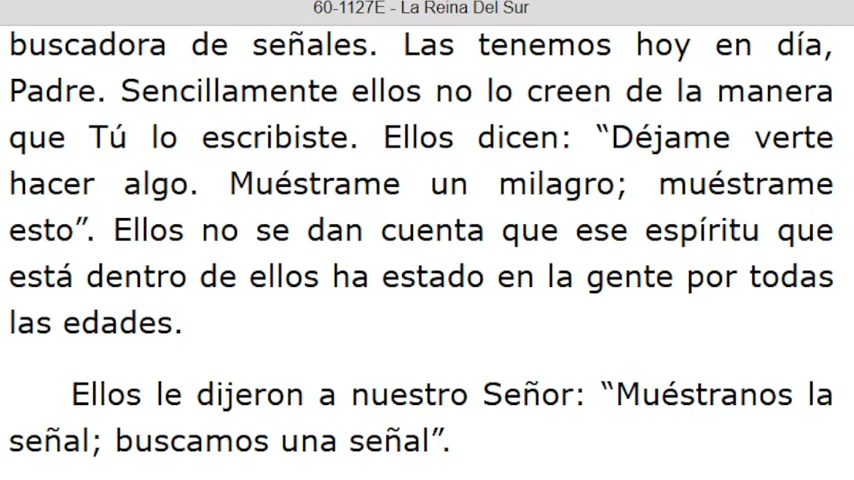 60-1127E - La Reina Del Sur
buscadora de señales. Las tenemos hoy en día,
Padre. Sencillamente ellos no lo creen de la manera
que Tú lo escribiste. Ellos dicen: “Déjame verte
hacer algo. Muéstrame un milagro; muéstrame
esto”. Ellos no se dan cuenta que ese espíritu que
está dentro de ellos ha estado en la gente por todas
las edades.
Ellos le dijeron a nuestro Señor: “Muéstranos la
señal; buscamos una señal”.